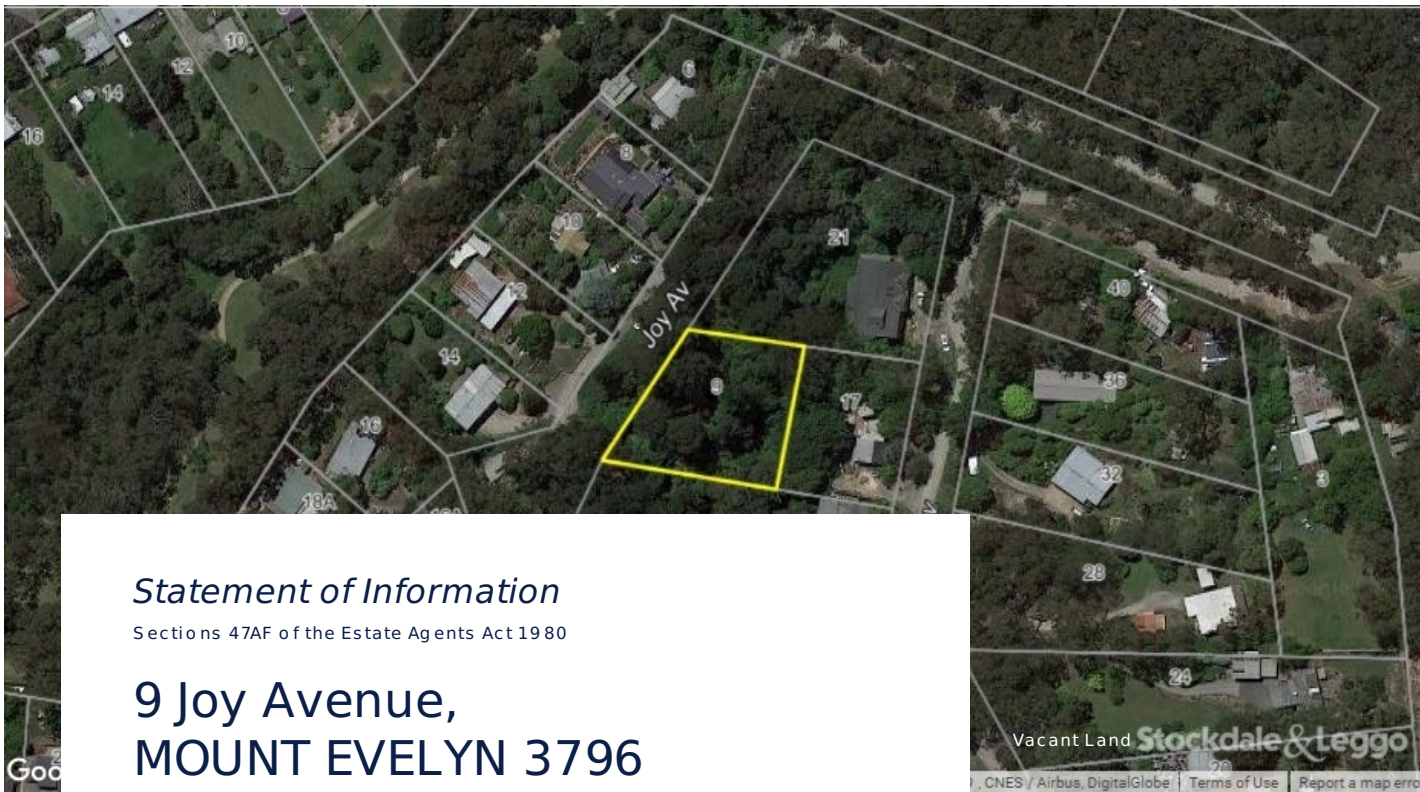 10
12
14
16
6
8
10
12
14
16
18A
Joy Av
21
9
17
40
36
32
3
28
24
20
Statement of Information
Sections 47AF of the Estate Agents Act 1980
9 Joy Avenue,
MOUNT EVELYN 3796
Vacant Land Stockdale & Leggo
Goo
, CNES / Airbus, DigitalGlobe Terms of Use Report a map erro